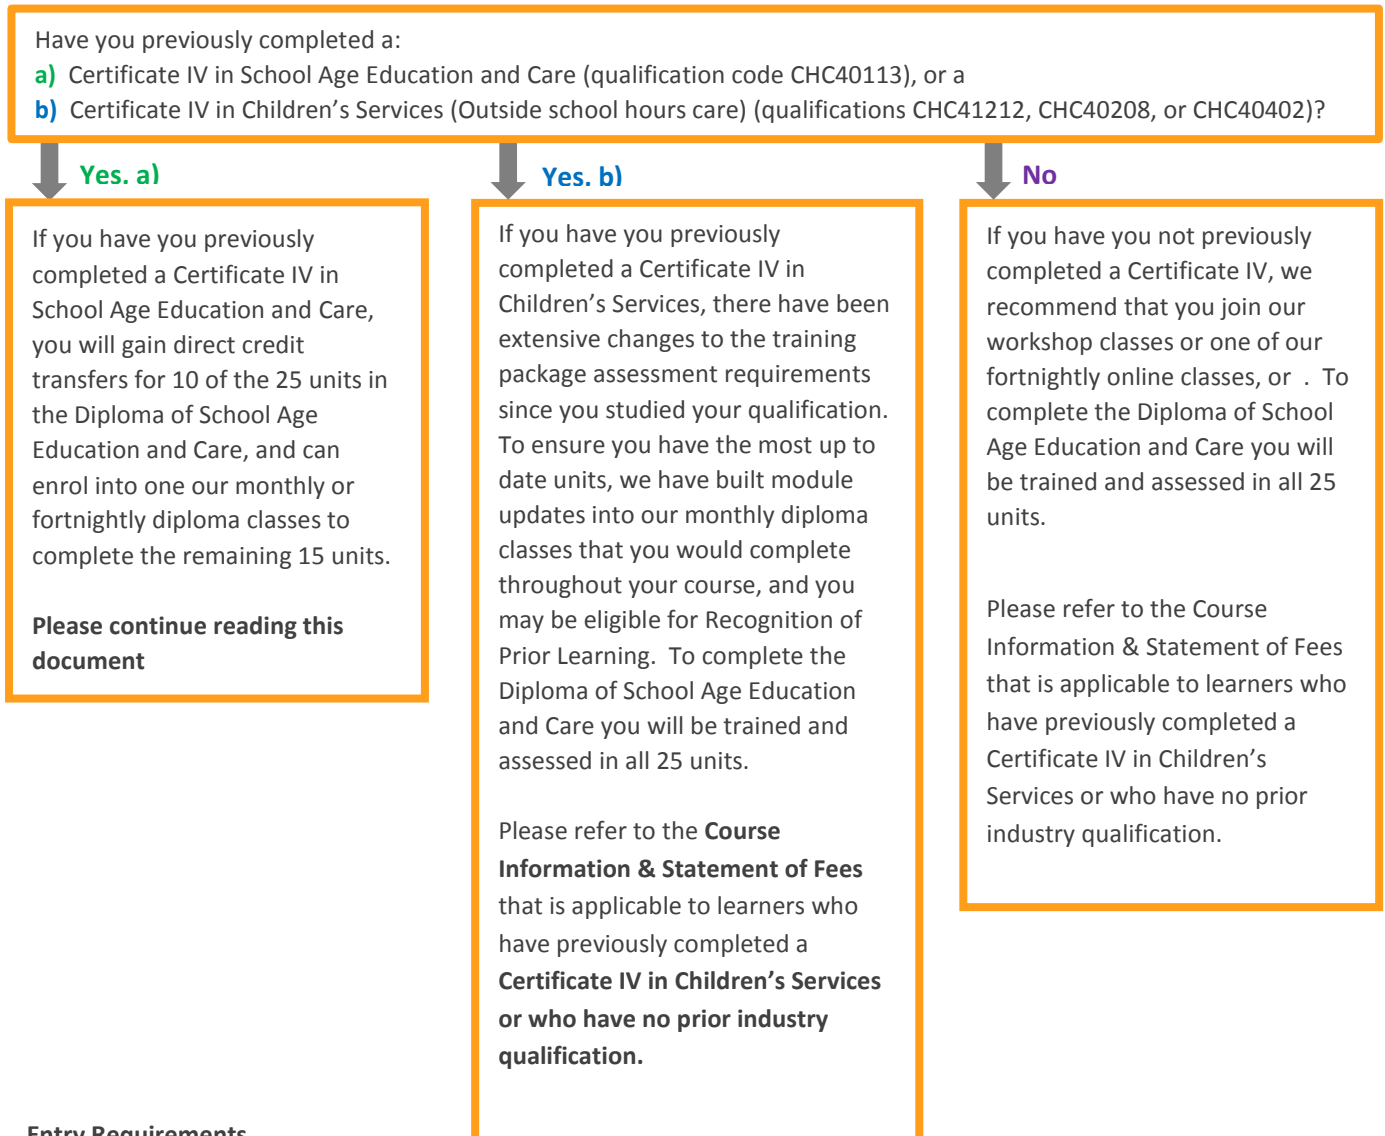 Have you previously completed a:
a) Certificate IV in School Age Education and Care (qualification code CHC40113), or a
b) Certificate IV in Children’s Services (Outside school hours care) (qualifications CHC41212, CHC40208, or CHC40402)?
Yes. a)
If you have you previously
completed a Certificate IV in
School Age Education and Care,
you will gain direct credit
transfers for 10 of the 25 units in
the Diploma of School Age
Education and Care, and can
enrol into one our monthly or
fortnightly diploma classes to
complete the remaining 15 units.
Please continue reading this
document
Yes. b)
If you have you previously
completed a Certificate IV in
Children’s Services, there have been
extensive changes to the training
package assessment requirements
since you studied your qualification.
To ensure you have the most up to
date units, we have built module
updates into our monthly diploma
classes that you would complete
throughout your course, and you
may be eligible for Recognition of
Prior Learning.  To complete the
Diploma of School Age Education
and Care you will be trained and
assessed in all 25 units.
Please refer to the Course
Information & Statement of Fees
that is applicable to learners who
have previously completed a
Certificate IV in Children’s Services
or who have no prior industry
qualification.
No
If you have you not previously
completed a Certificate IV, we
recommend that you join our
workshop classes or one of our
fortnightly online classes, or  .  To
complete the Diploma of School
Age Education and Care you will
be trained and assessed in all 25
units.
Please refer to the Course
Information & Statement of Fees
that is applicable to learners who
have previously completed a
Certificate IV in Children’s
Services or who have no prior
industry qualification.
Entry Requirements